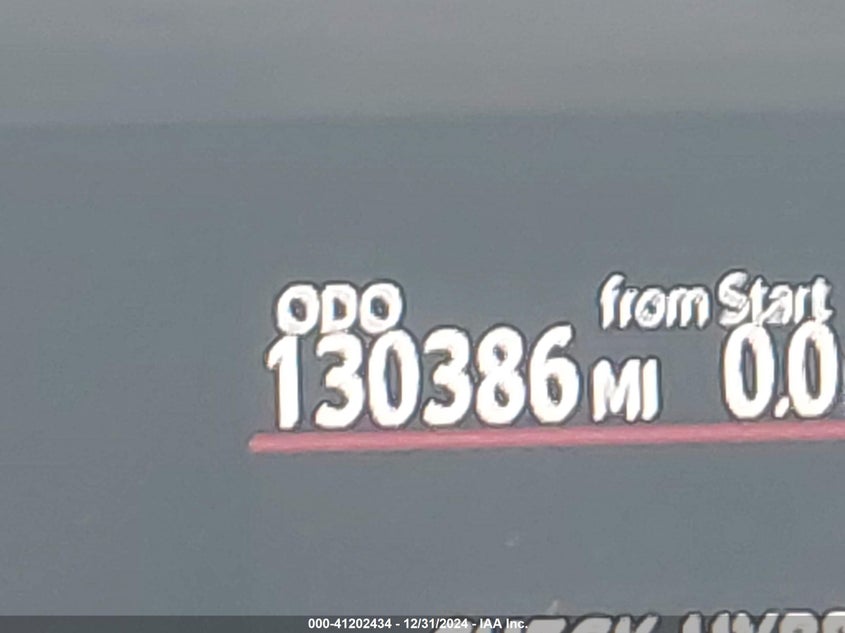 ODO from Start
130386 MI 0.0
000-41202434 - 12/31/2024 - IAA Inc.